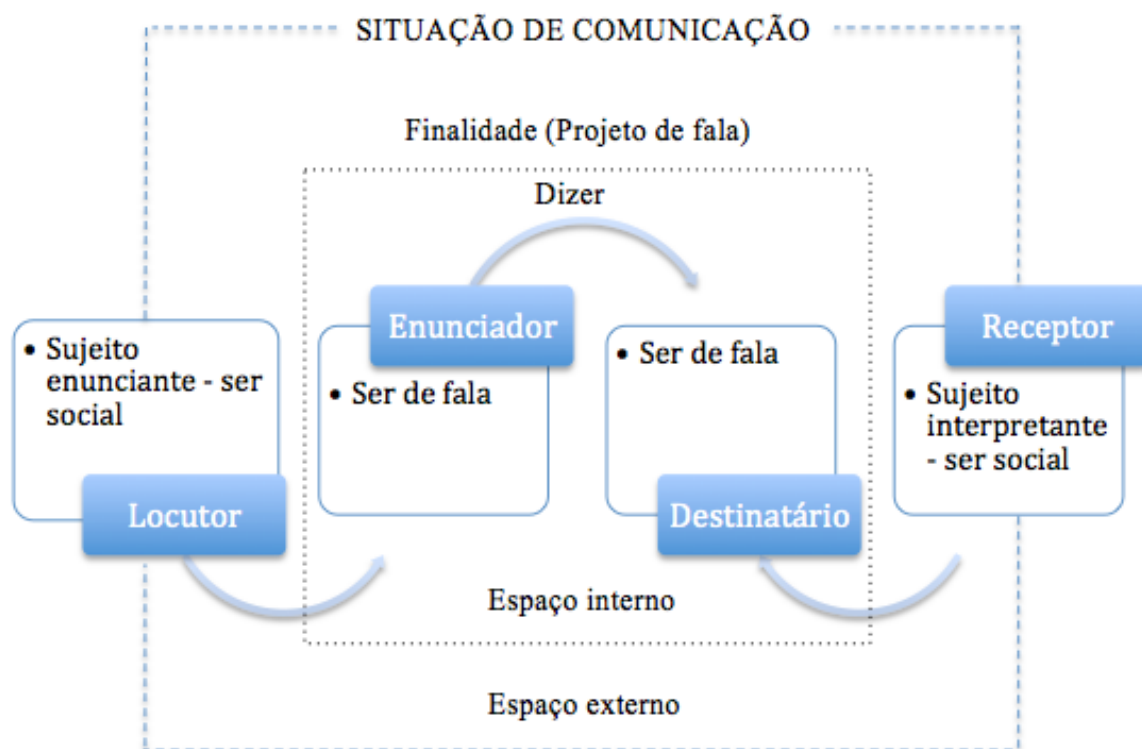 SITUAÇÃO DE COMUNICAÇÃO
Finalidade (Projeto de fala)
Dizer
• Sujeito
enunciante - ser
social
Locutor
Enunciador
• Ser de fala
• Ser de fala
Destinatário
Receptor
• Sujeito
interpretante
- ser social
Espaço interno
Espaço externo